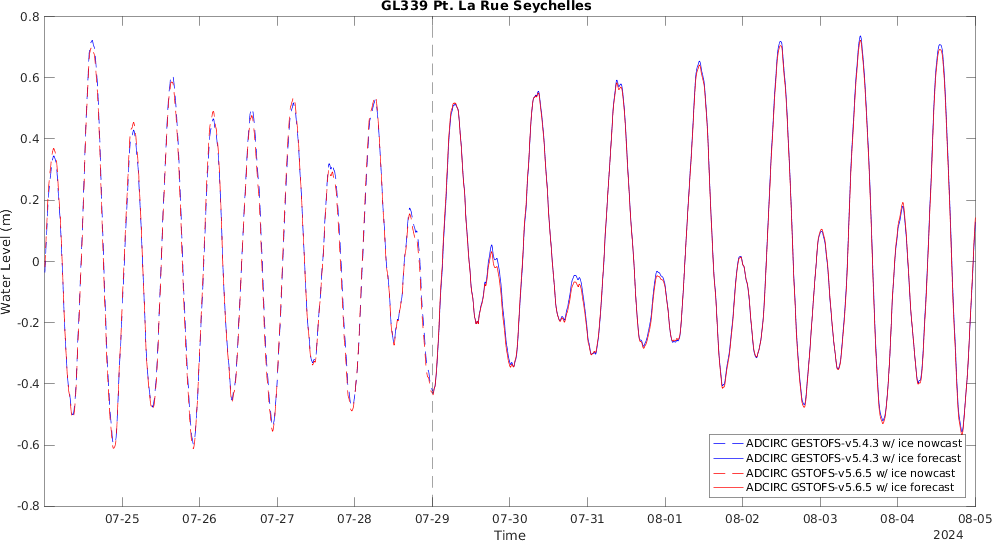 GL339 Pt. La Rue Seychelles
0.8
0.6
0.4
0.2
0
-0.2
-0.4
-0.6
-0.8
Water Level (m)
07-25 07-26 07-27 07-28 07-29 07-30 07-31 08-01 08-02 08-03 08-04 08-05
Time
2024
ADCIRC GESTOFS-v5.4.3 w/ ice nowcast
ADCIRC GESTOFS-v5.4.3 w/ ice forecast
ADCIRC GSTOFS-v5.6.5 w/ ice nowcast
ADCIRC GSTOFS-v5.6.5 w/ ice forecast